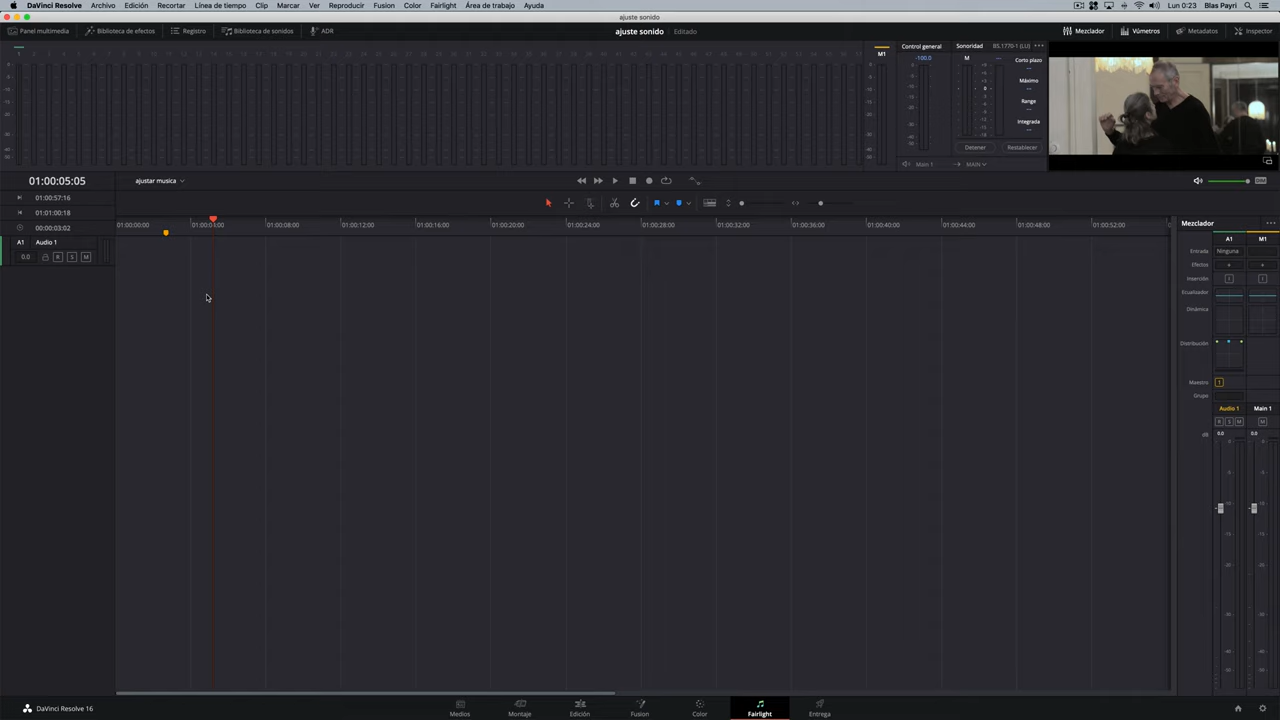 DaVinci Resolve Archivo Edición Recortar Línea de tiempo Clip Marcar Ver Reproducir Fusion Color Fairlight Área de trabajo Ayuda Lun 0:23 Blas Payri
ajuste sonido
Panel multimedia Biblioteca de efectos Registro Biblioteca de sonidos ADR ajuste sonido Editado Mezclador Vúmetros Metadatos Inspector
1 M1 Control general Sonoridad BS.1770-1 (LU)
-100.0 M Corto plazo
Máximo
Range
Integrada
Detener Restablecer
Main 1 MAIN
01:00:05:05 ajustar musica DIM
01:00:57:16
01:01:00:18
00:00:03:02
01:00:00:00 01:00:04:00 01:00:08:00 01:00:12:00 01:00:16:00 01:00:20:00 01:00:24:00 01:00:28:00 01:00:32:00 01:00:36:00 01:00:40:00 01:00:44:00 01:00:48:00 01:00:52:00
A1 Audio 1
0.0 R S M
Mezclador
A1 M1
Entrada Ninguna
Efectos
Inserción
Ecualizador
Dinámica
Distribución
Maestro 1
Grupo
Audio 1 Main 1
R S M M
dB 0.0 0.0
DaVinci Resolve 16 Medios Montaje Edición Fusion Color Fairlight Entrega